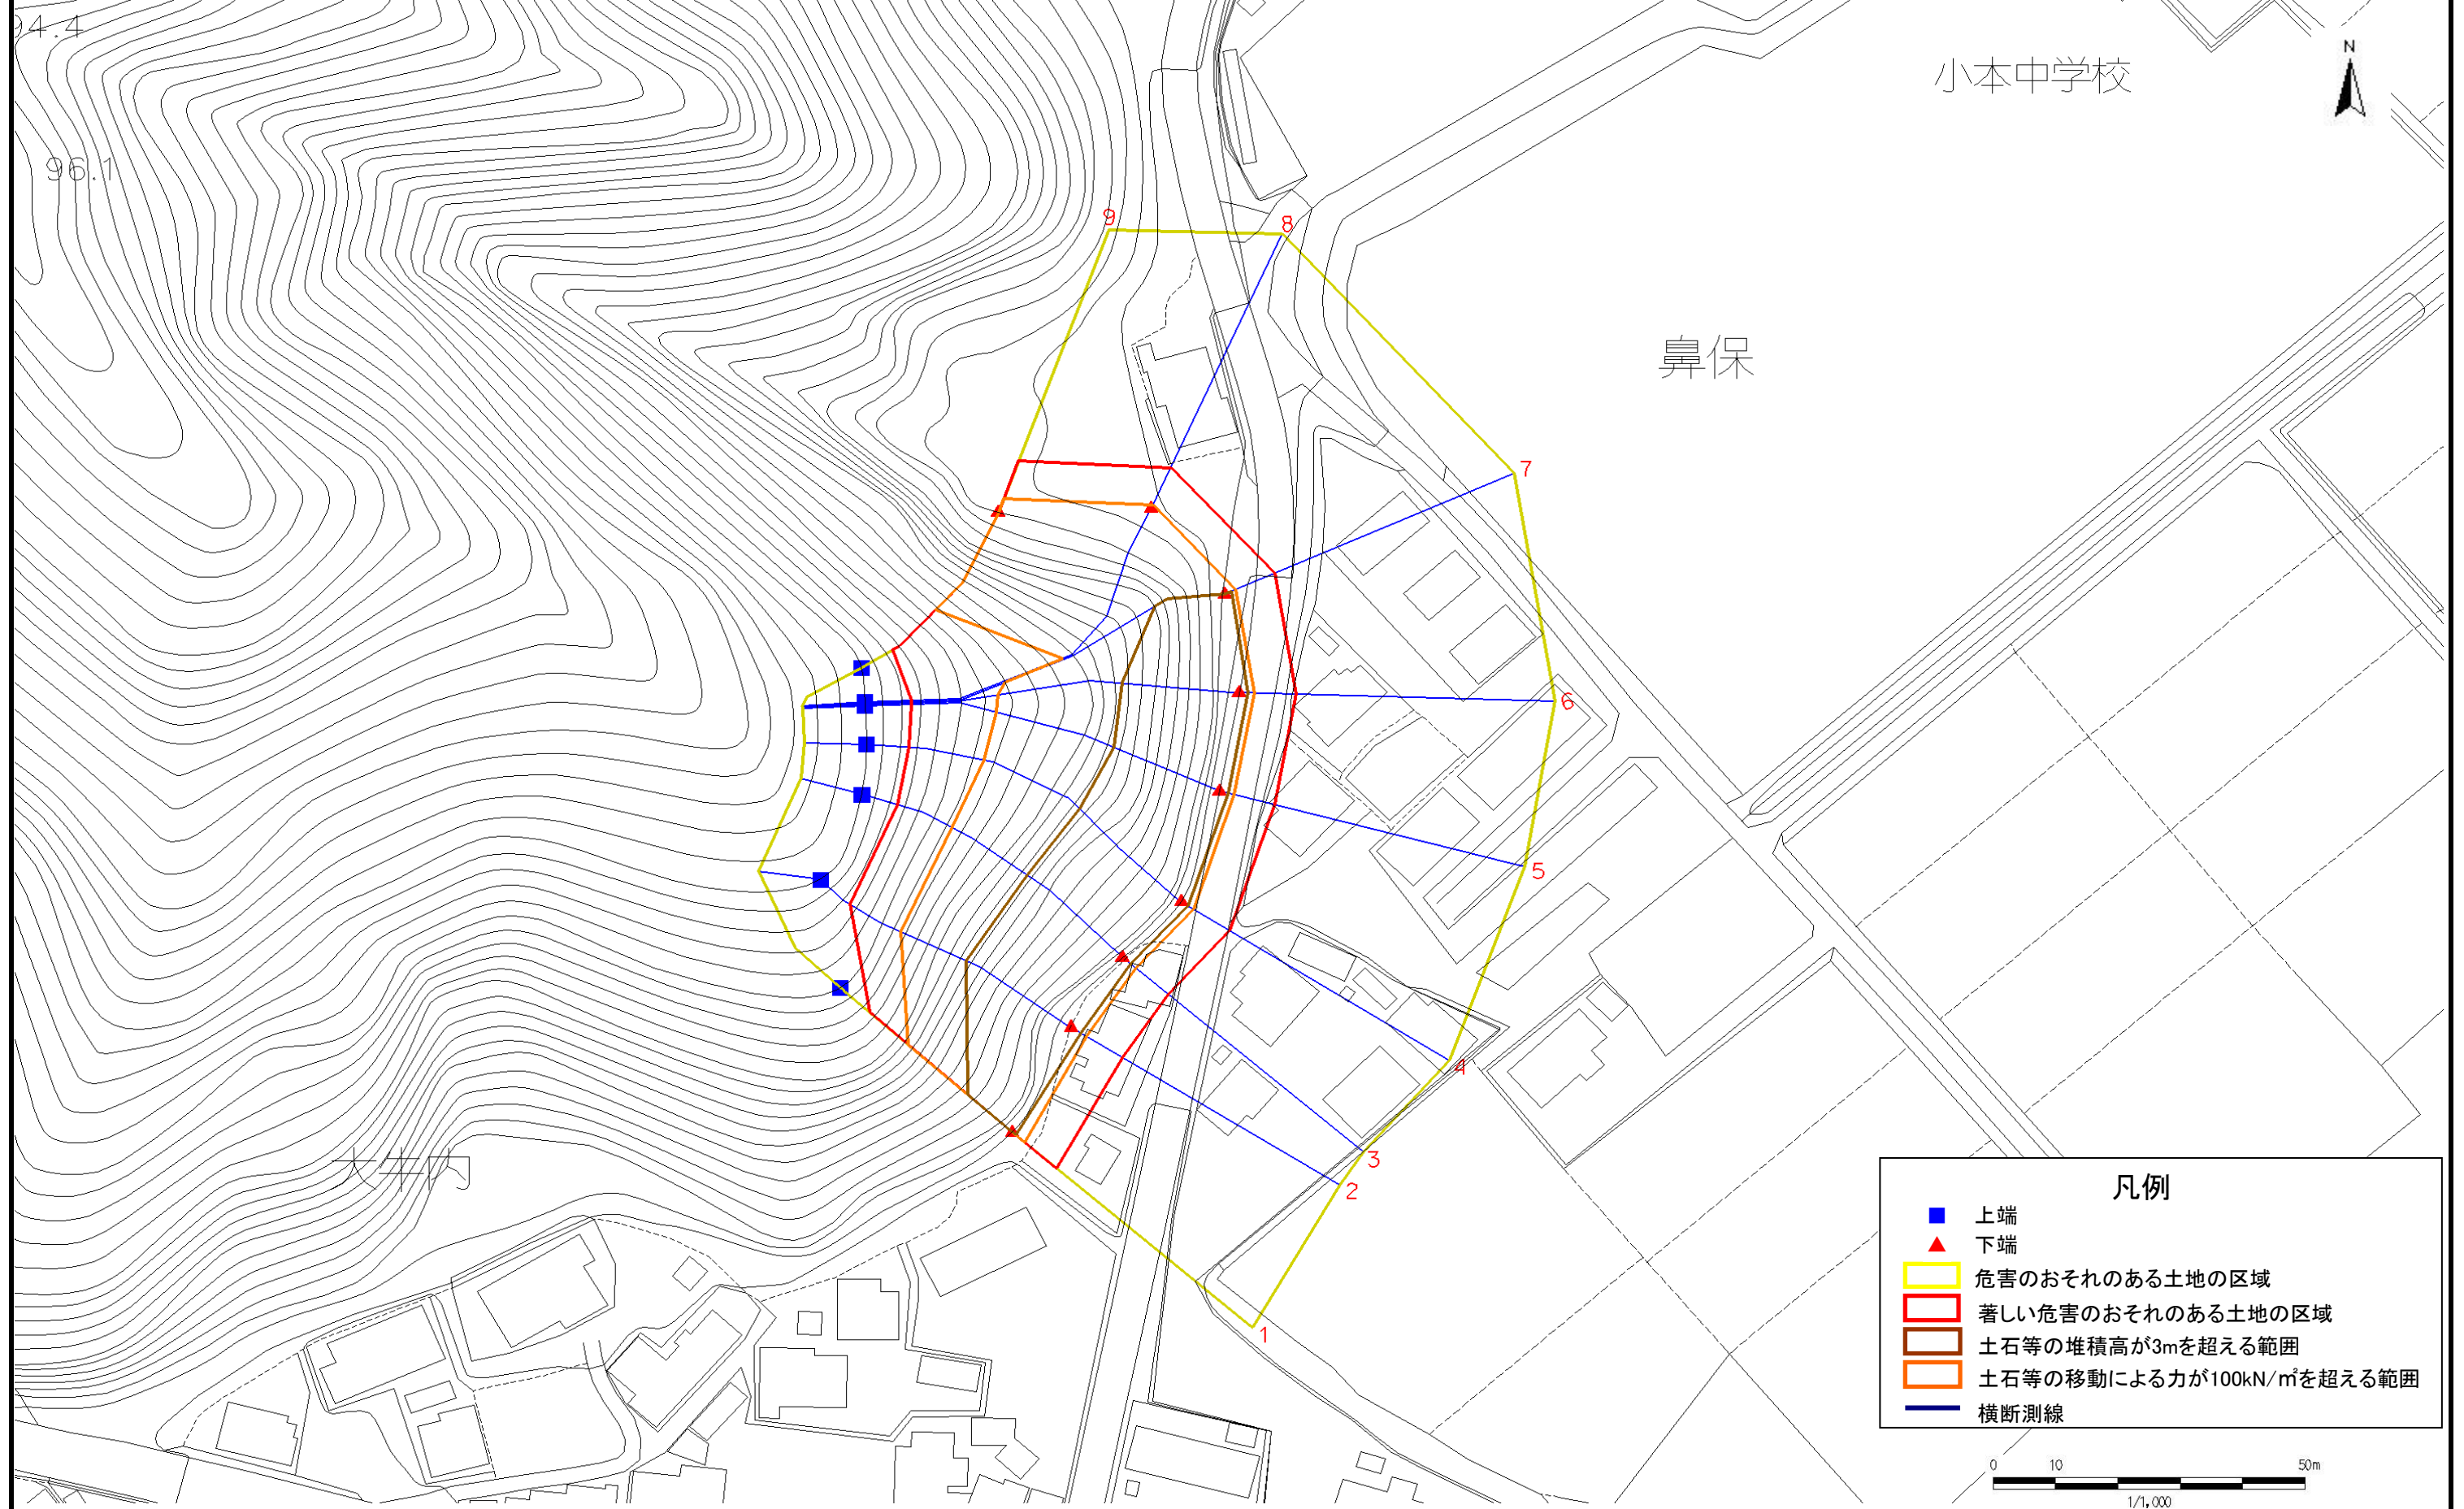 94.4
96.1
小本中学校
N
鼻保
9
8
7
6
5
4
3
2
1
凡例
上端
下端
危害のおそれのある土地の区域
著しい危害のおそれのある土地の区域
土石等の堆積高が3mを超える範囲
土石等の移動による力が100kN/㎡を超える範囲
横断測線
0 10 50m
1/1,000